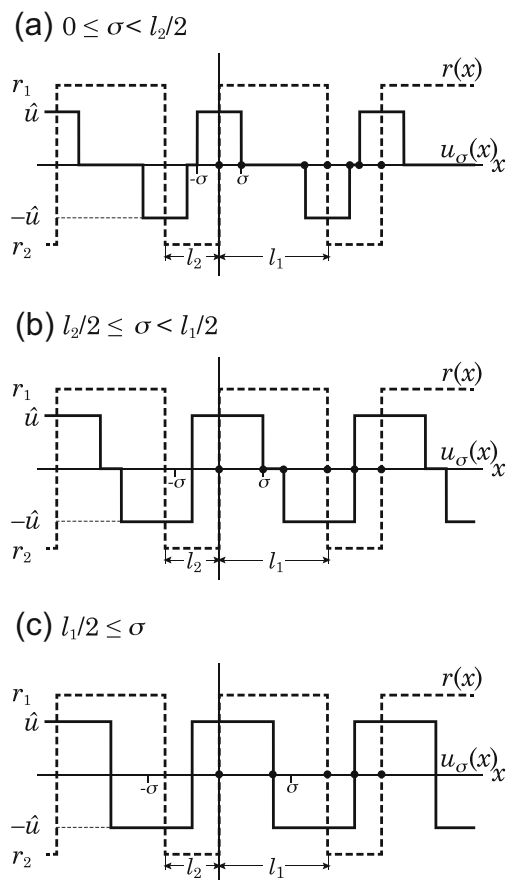 (a) 0 ≤ σ < l₂/2
r₁
r(x)
û
u_σ(x)
x
-σ
σ
−û
r₂
l₂
l₁
(b) l₂/2 ≤ σ < l₁/2
r₁
r(x)
û
u_σ(x)
x
-σ
σ
−û
r₂
l₂
l₁
(c) l₁/2 ≤ σ
r₁
r(x)
û
u_σ(x)
x
-σ
σ
−û
r₂
l₂
l₁